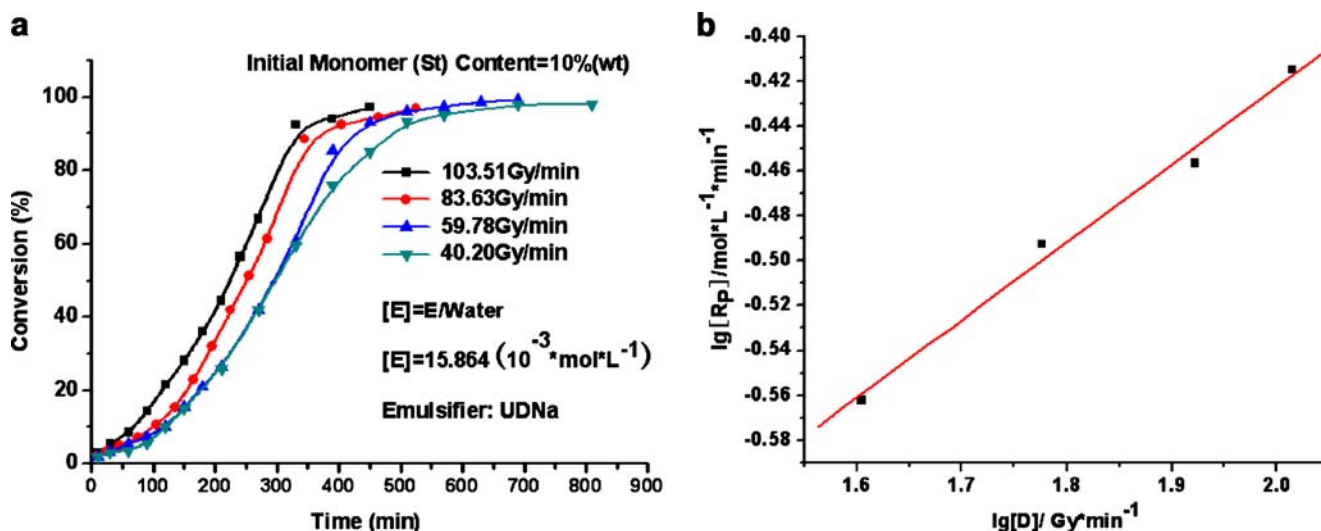 a
Initial Monomer (St) Content=10%(wt)
100
80
60
40
20
0
Conversion (%)
103.51Gy/min
83.63Gy/min
59.78Gy/min
40.20Gy/min
[E]=E/Water
[E]=15.864 (10⁻³*mol*L⁻¹)
Emulsifier: UDNa
0 100 200 300 400 500 600 700 800 900
Time (min)
b
-0.40
-0.42
-0.44
-0.46
-0.48
-0.50
-0.52
-0.54
-0.56
-0.58
lg[Rp]/mol*L⁻¹*min⁻¹
1.6 1.7 1.8 1.9 2.0
lg[D]/ Gy*min⁻¹